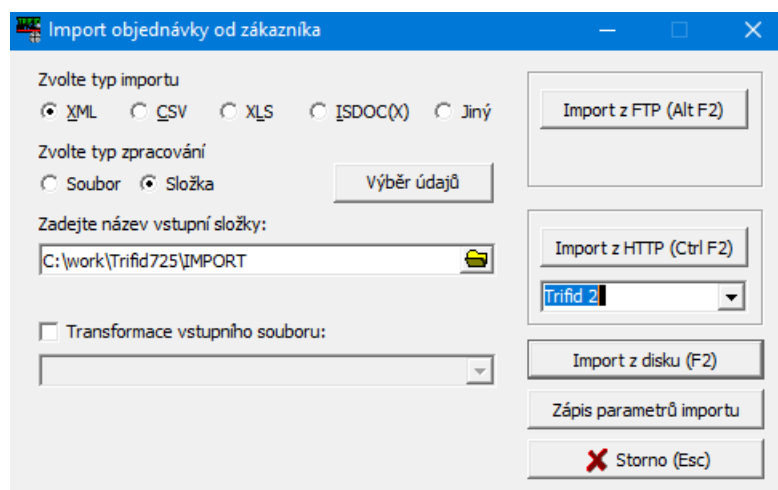 Import objednávky od zákazníka
Zvolte typ importu
XML CSV XLS ISDOC(X) Jiný
Zvolte typ zpracování
Soubor Složka
Výběr údajů
Zadejte název vstupní složky:
C:\work\Trifid725\IMPORT
Transformace vstupního souboru:
Import z FTP (Alt F2)
Import z HTTP (Ctrl F2)
Trifid 2
Import z disku (F2)
Zápis parametrů importu
Storno (Esc)